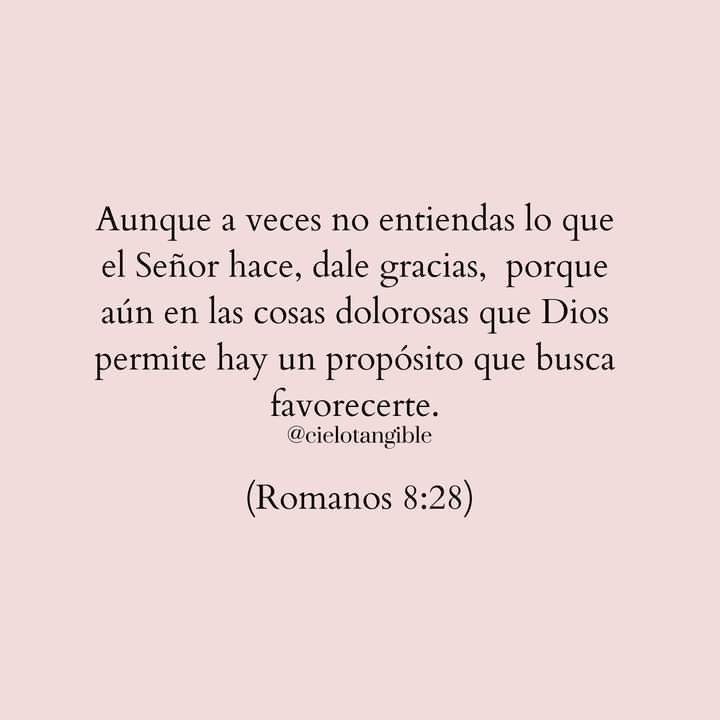 Aunque a veces no entiendas lo que
el Señor hace, dale gracias,  porque
aún en las cosas dolorosas que Dios
permite hay un propósito que busca
favorecerte.
@cielotangible
(Romanos 8:28)